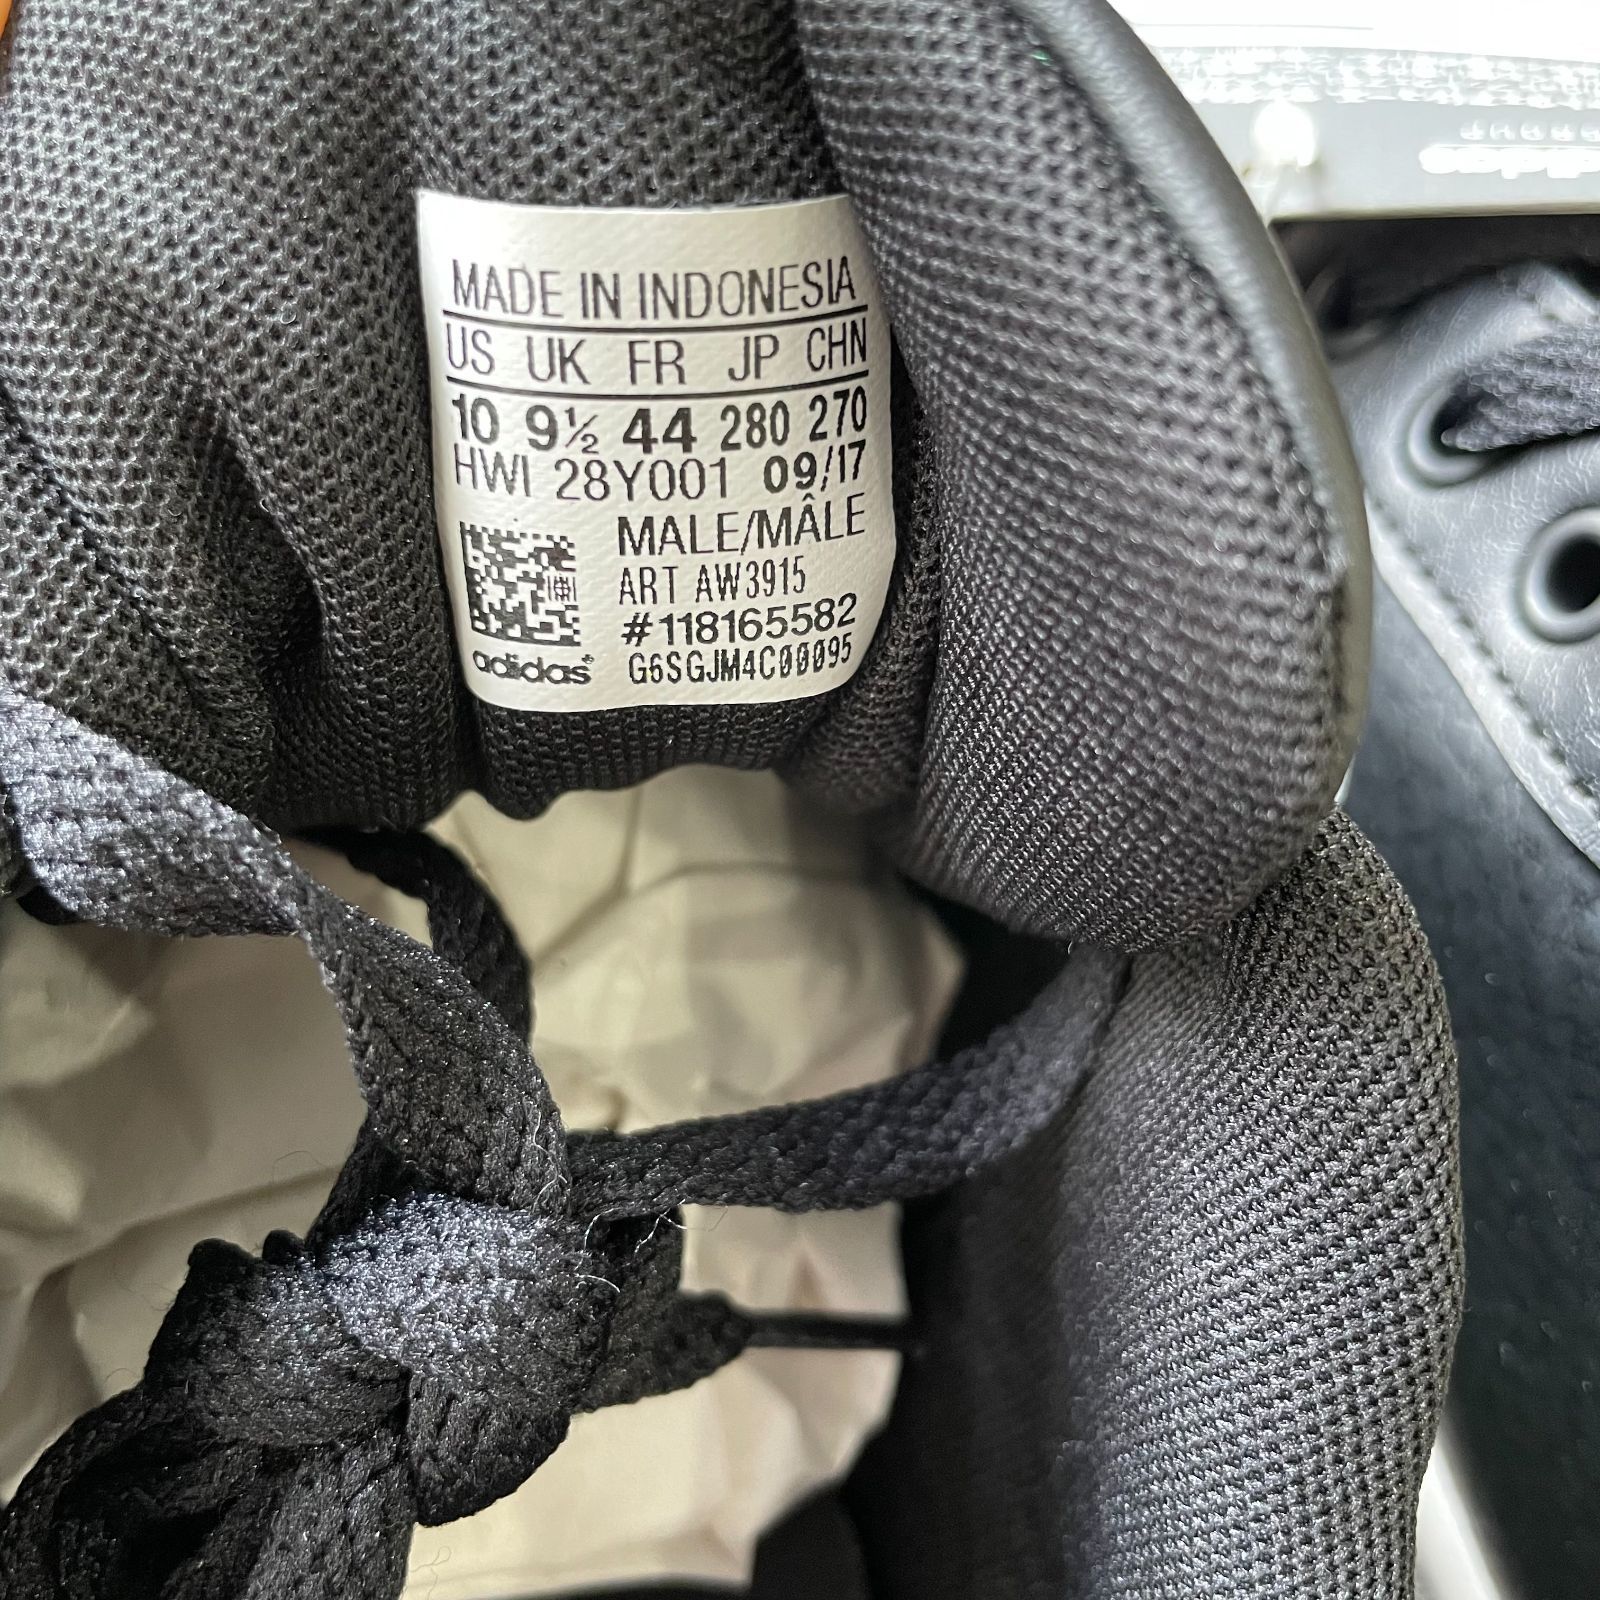 MADE IN INDONESIA
US UK FR JP CHN
10 9½ 44 280 270
HWI 28Y001 09/17
MALE/MÂLE
ART AW3915
#118165582
adidas® G6SGJM4C00095